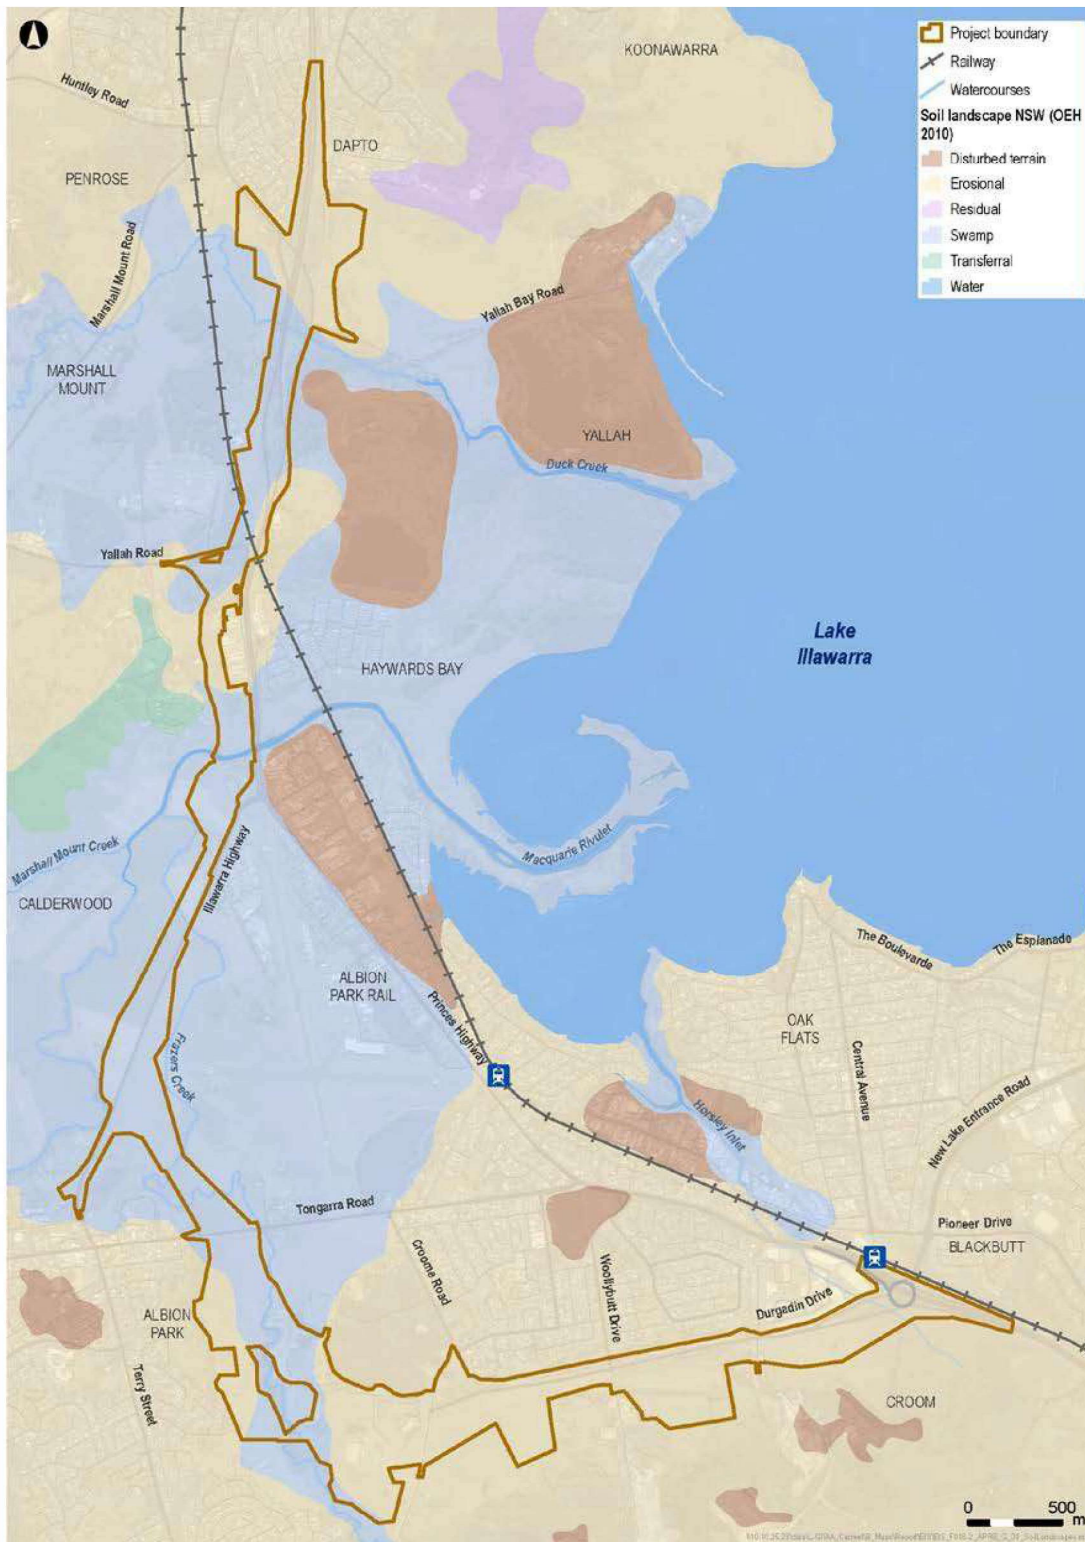 KOONAWARRA
Project boundary
Railway
Watercourses
Soil landscape NSW (OEH
2010)
Disturbed terrain
Erosional
Residual
Swamp
Transferral
Water
Huntley Road
DAPTO
PENROSE
Marshall Mount Road
Yallah Bay Road
MARSHALL
MOUNT
YALLAH
Duck Creek
Yallah Road
Lake
Illawarra
HAYWARDS BAY
Macquarie Rivulet
Marshall Mount Creek
Illawarra Highway
CALDERWOOD
The Boulevarde
The Esplanade
ALBION
PARK RAIL
Princes Highway
OAK
FLATS
Central Avenue
Frazers Creek
New Lake Entrance Road
Horsley Inlet
Tongarra Road
Pioneer Drive
BLACKBUTT
Croome Road
Woollybutt Drive
Durgadin Drive
ALBION
PARK
Terry Street
CROOM
0 500
m